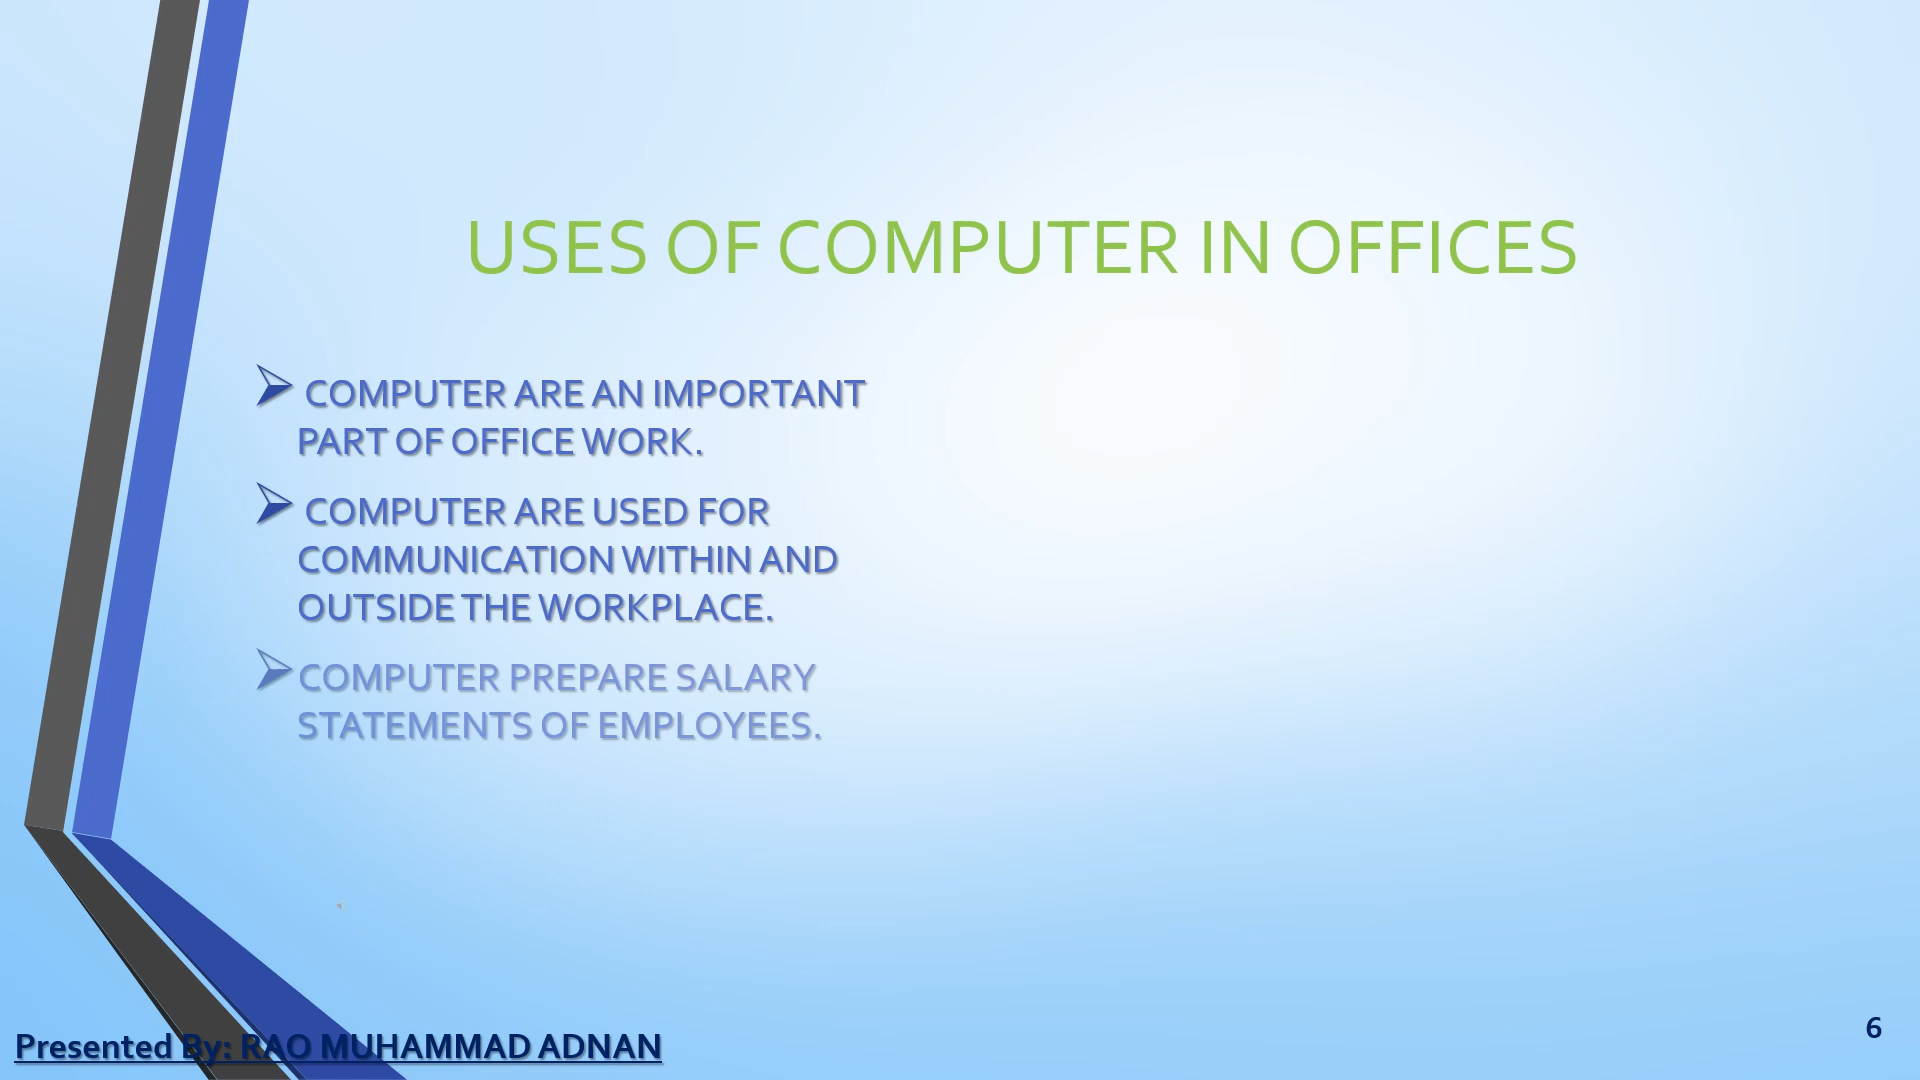 USES OF COMPUTER IN OFFICES
COMPUTER ARE AN IMPORTANT
PART OF OFFICE WORK.
COMPUTER ARE USED FOR
COMMUNICATION WITHIN AND
OUTSIDE THE WORKPLACE.
COMPUTER PREPARE SALARY
STATEMENTS OF EMPLOYEES.
Presented By: RAO MUHAMMAD ADNAN
6